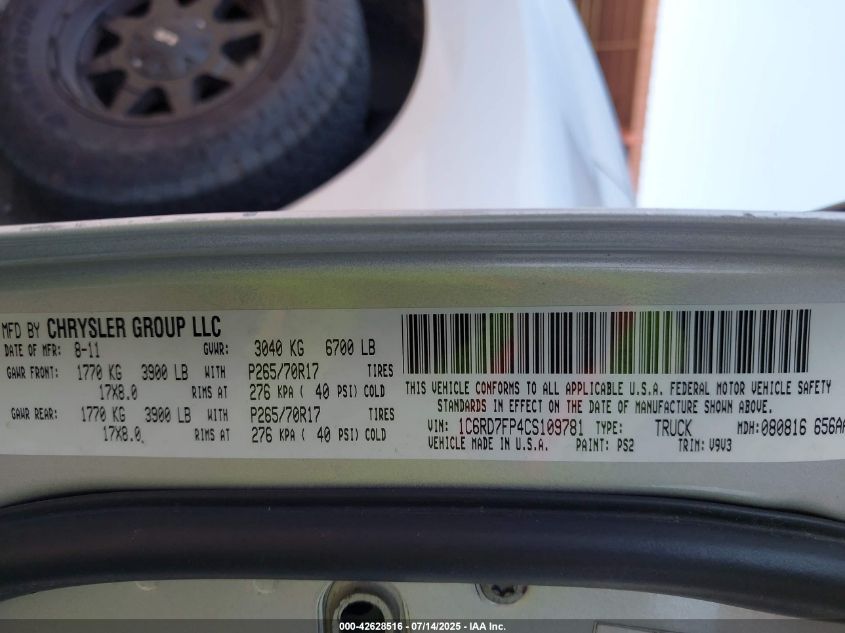 MFD BY CHRYSLER GROUP LLC
DATE OF MFR: 8-11 GVWR: 3040 KG 6700 LB
GAWR FRONT: 1770 KG 3900 LB WITH P265/70R17 TIRES
17X8.0 RIMS AT 276 KPA ( 40 PSI) COLD
GAWR REAR: 1770 KG 3900 LB WITH P265/70R17 TIRES
17X8.0 RIMS AT 276 KPA ( 40 PSI) COLD
THIS VEHICLE CONFORMS TO ALL APPLICABLE U.S.A. FEDERAL MOTOR VEHICLE SAFETY
STANDARDS IN EFFECT ON THE DATE OF MANUFACTURE SHOWN ABOVE.
VIN: 1C6RD7FP4CS109781 TYPE: TRUCK MDH: 080816
VEHICLE MADE IN U.S.A. PAINT: PS2 TRIM: V9V3
000-42628516 - 07/14/2025 - IAA Inc.